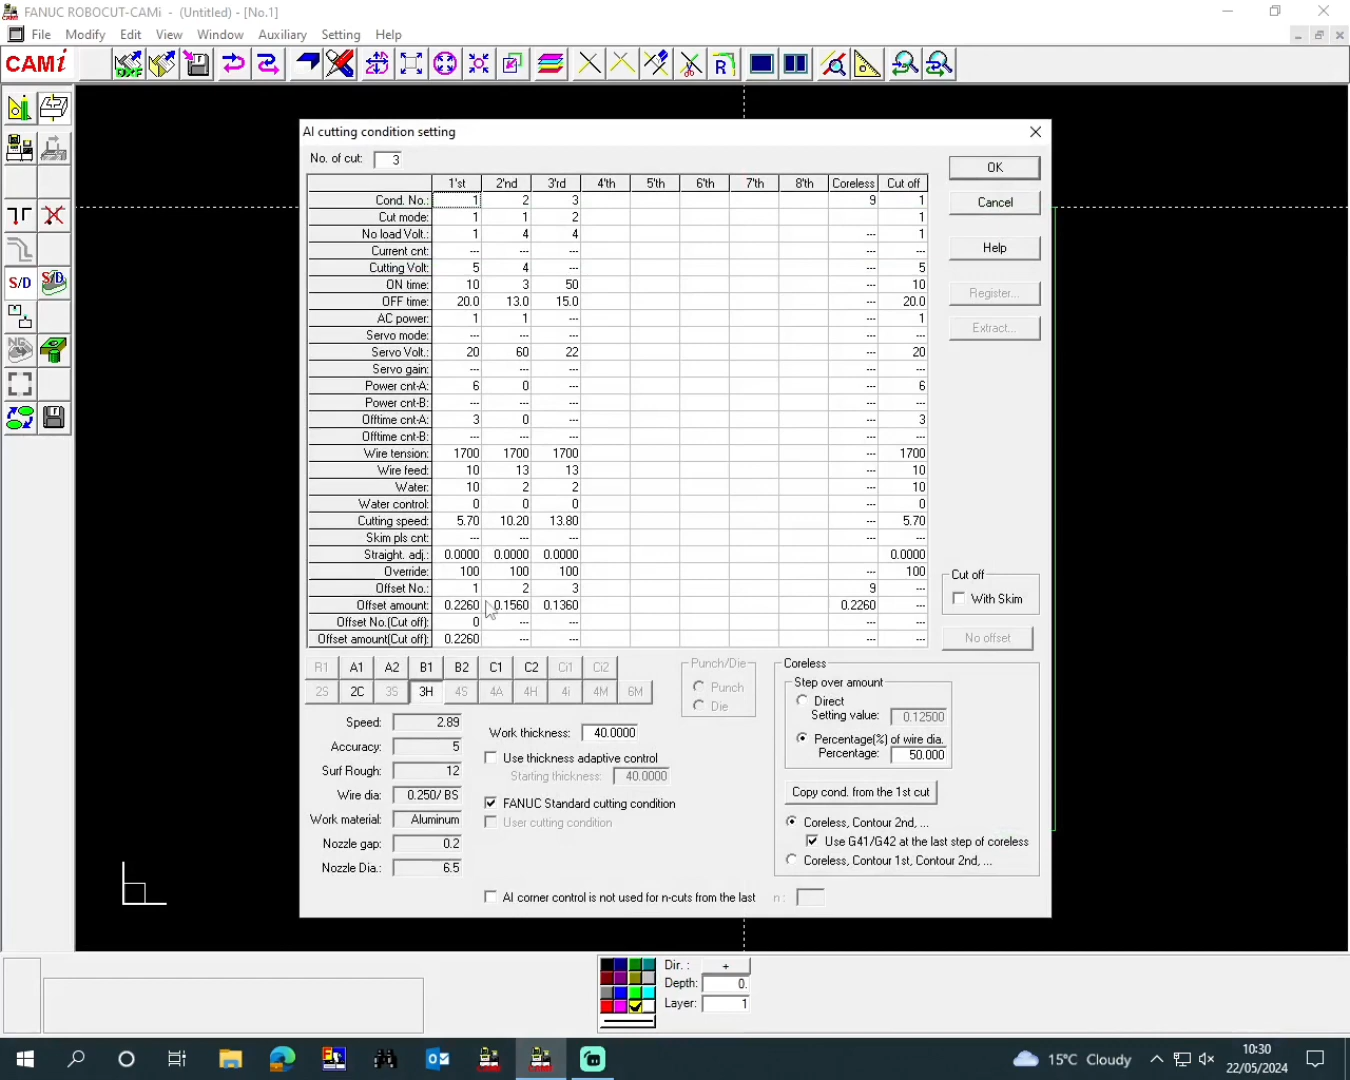 FANUC ROBOCUT-CAMi - (Untitled) - [No.1]
File Modify Edit View Window Auxiliary Setting Help
CAMi DXF R
AI cutting condition setting
No. of cut: 3
1'st 2'nd 3'rd 4'th 5'th 6'th 7'th 8'th Coreless Cut off
Cond. No.: 1 2 3 9 1
Cut mode: 1 1 2 1
No load Volt.: 1 4 4 --- 1
Current cnt: --- --- --- --- ---
Cutting Volt: 5 4 --- --- 5
ON time: 10 3 50 --- 10
OFF time: 20.0 13.0 15.0 --- 20.0
AC power: 1 1 --- --- 1
Servo mode: --- --- --- --- ---
Servo Volt.: 20 60 22 --- 20
Servo gain: --- --- --- --- ---
Power cnt-A: 6 0 --- --- 6
Power cnt-B: --- --- --- --- ---
Offtime cnt-A: 3 0 --- --- 3
Offtime cnt-B: --- --- --- --- ---
Wire tension: 1700 1700 1700 --- 1700
Wire feed: 10 13 13 --- 10
Water: 10 2 2 --- 10
Water control: 0 0 0 --- 0
Cutting speed: 5.70 10.20 13.80 --- 5.70
Skim pls cnt: --- --- --- --- ---
Straight. adj.: 0.0000 0.0000 0.0000 0.0000
Override: 100 100 100 --- 100
Offset No.: 1 2 3 9 ---
Offset amount: 0.2260 0.1560 0.1360 0.2260 ---
Offset No.(Cut off): 0 --- --- --- ---
Offset amount(Cut off): 0.2260 --- --- --- ---
OK
Cancel
Help
Register...
Extract...
Cut off
With Skim
No offset
S/D S/D
NG
R1 A1 A2 B1 B2 C1 C2 Ci1 Ci2
2S 2C 3S 3H 4S 4A 4H 4i 4M 6M
Punch/Die
Punch
Die
Speed: 2.89
Accuracy: 5
Surf Rough: 12
Wire dia: 0.250/ BS
Work material: Aluminum
Nozzle gap: 0.2
Nozzle Dia.: 6.5
Work thickness: 40.0000
Use thickness adaptive control
Starting thickness: 40.0000
FANUC Standard cutting condition
User cutting condition
AI corner control is not used for n-cuts from the last n :
Coreless
Step over amount
Direct
Setting value: 0.12500
Percentage(%) of wire dia.
Percentage: 50.000
Copy cond. from the 1st cut
Coreless, Contour 2nd, ...
Use G41/G42 at the last step of coreless
Coreless, Contour 1st, Contour 2nd, ...
Dir. : +
Depth: 0.
Layer: 1
15°C Cloudy
10:30
22/05/2024